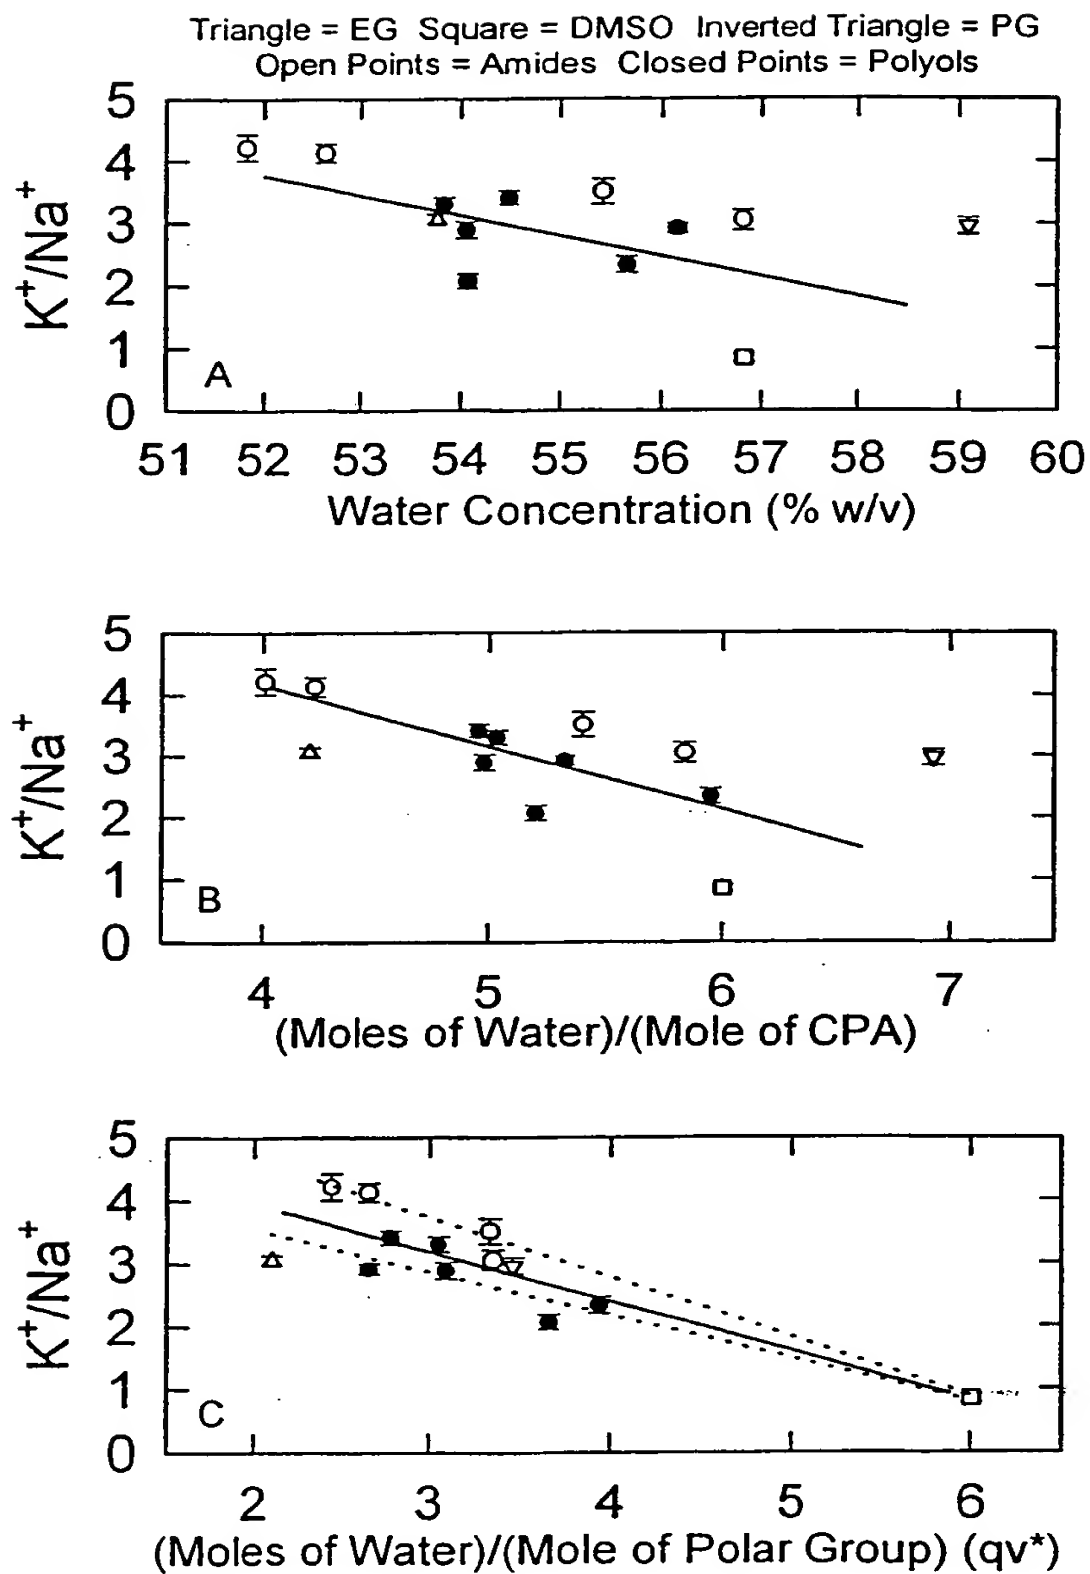 Triangle = EG Square = DMSO Inverted Triangle = PG
Open Points = Amides Closed Points = Polyols
5
4
3
2
1
0
K+/Na+
A
51 52 53 54 55 56 57 58 59 60
Water Concentration (% w/v)
5
4
3
2
1
0
K+/Na+
B
4 5 6 7
(Moles of Water)/(Mole of CPA)
5
4
3
2
1
0
K+/Na+
C
2 3 4 5 6
(Moles of Water)/(Mole of Polar Group) (qv*)